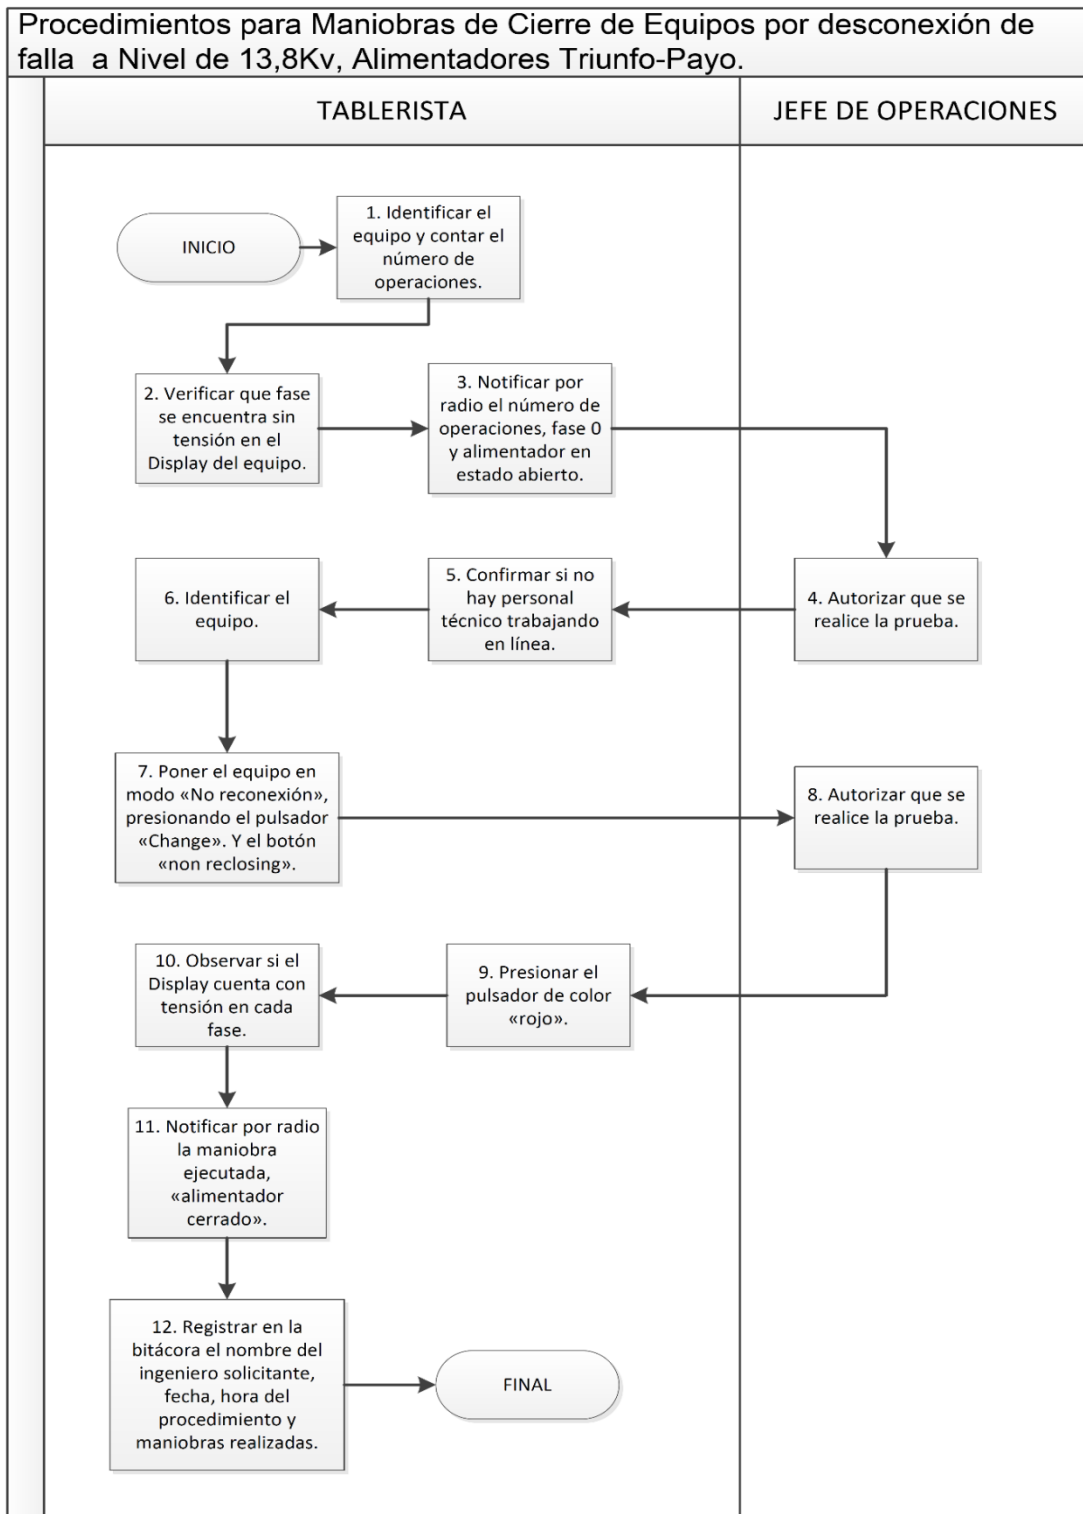 Procedimientos para Maniobras de Cierre de Equipos por desconexión de
falla a Nivel de 13,8Kv, Alimentadores Triunfo-Payo.
TABLERISTA
JEFE DE OPERACIONES
INICIO
1. Identificar el
equipo y contar el
número de
operaciones.
2. Verificar que fase
se encuentra sin
tensión en el
Display del equipo.
3. Notificar por
radio el número de
operaciones, fase 0
y alimentador en
estado abierto.
4. Autorizar que se
realice la prueba.
5. Confirmar si no
hay personal
técnico trabajando
en línea.
6. Identificar el
equipo.
7. Poner el equipo en
modo «No reconexión»,
presionando el pulsador
«Change». Y el botón
«non reclosing».
8. Autorizar que se
realice la prueba.
9. Presionar el
pulsador de color
«rojo».
10. Observar si el
Display cuenta con
tensión en cada
fase.
11. Notificar por radio
la maniobra
ejecutada,
«alimentador
cerrado».
12. Registrar en la
bitácora el nombre del
ingeniero solicitante,
fecha, hora del
procedimiento y
maniobras realizadas.
FINAL